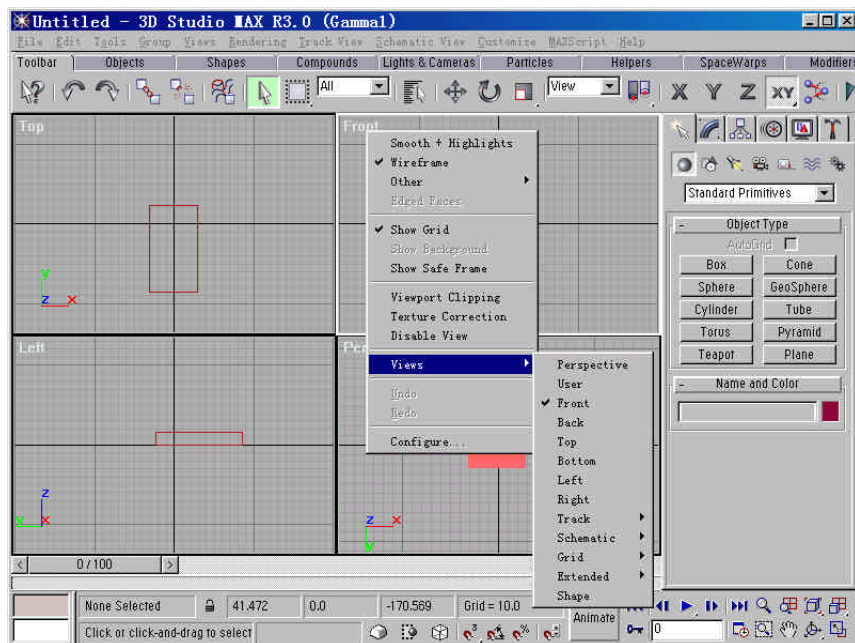 Untitled - 3D Studio MAX R3.0 (Gamma1)
File Edit Tools Group Views Rendering Track View Schematic View Customize MAXScript Help
Toolbar Objects Shapes Compounds Lights & Cameras Particles Helpers SpaceWarps Modifiers
All View X Y Z XY
Top
Front
y
z x
Smooth + Highlights
Wireframe
Other
Edged Faces
Show Grid
Show Background
Show Safe Frame
Viewport Clipping
Texture Correction
Disable View
Views
Undo
Redo
Configure...
Perspective
User
Front
Back
Top
Bottom
Left
Right
Track
Schematic
Grid
Extended
Shape
Left
z
y x
Per
z x
y
Standard Primitives
- Object Type
AutoGrid
Box Cone
Sphere GeoSphere
Cylinder Tube
Torus Pyramid
Teapot Plane
- Name and Color
< 0/100 >
None Selected 41.472 0.0 -170.569 Grid = 10.0
Click or click-and-drag to select
Animate
0